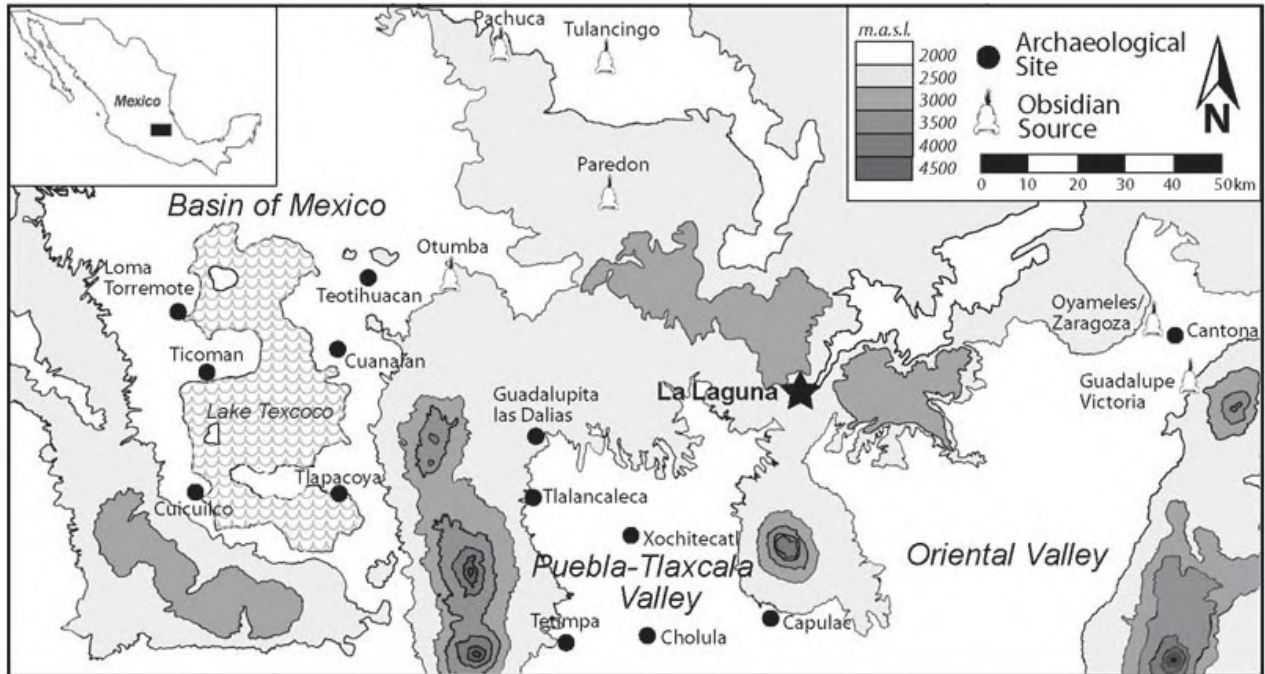 Mexico
Pachuca
Tulancingo
m.a.s.l.
2000
2500
3000
3500
4000
4500
Archaeological
Site
Obsidian
Source
N
0 10 20 30 40 50 km
Paredon
Basin of Mexico
Otumba
Loma
Torremote
Teotihuacan
Oyameles/
Zaragoza
Cantona
Ticoman
Cuanalan
Guadalupe
Victoria
La Laguna
Guadalupita
las Dalias
Lake Texcoco
Tlapacoya
Cuicuilco
Tlalancaleca
Xochitecatl
Oriental Valley
Puebla-Tlaxcala
Valley
Tetimpa
Cholula
Capulac